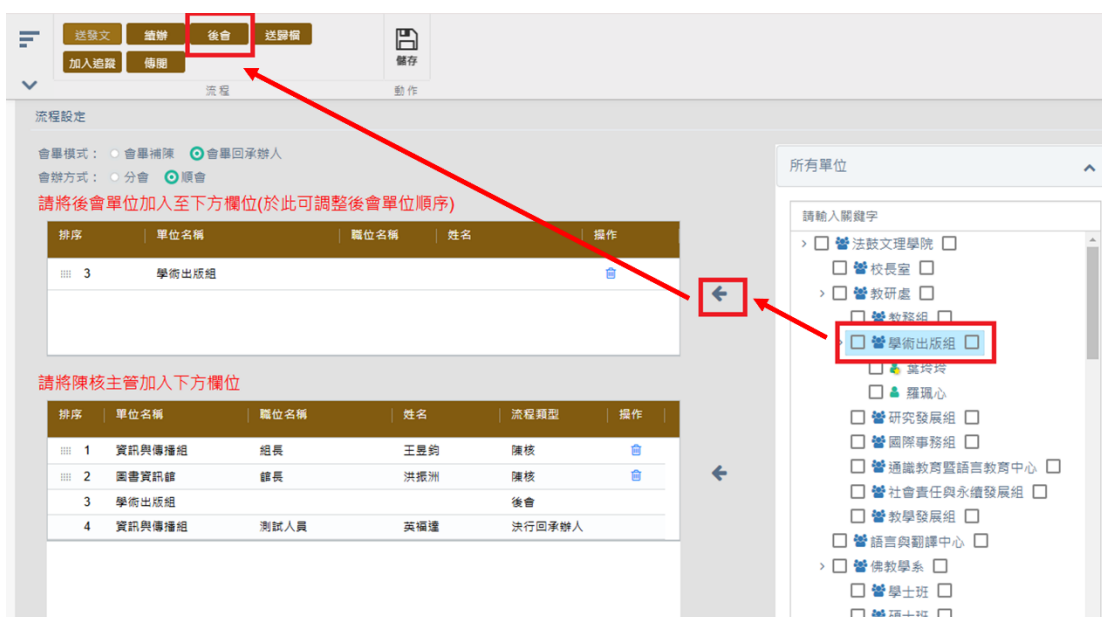 送發文 續辦 後會 送歸檔
加入追蹤 傳閱
儲存
流程 動作
流程設定
會畢模式： 會畢補陳 會畢回承辦人
會辦方式： 分會 順會
請將後會單位加入至下方欄位(於此可調整後會單位順序)
排序 單位名稱 職位名稱 姓名 操作
3 學術出版組
請將陳核主管加入下方欄位
排序 單位名稱 職位名稱 姓名 流程類型 操作
1 資訊與傳播組 組長 王昱鈞 陳核
2 圖書資訊館 館長 洪振洲 陳核
3 學術出版組 後會
4 資訊與傳播組 測試人員 英福達 決行回承辦人
所有單位
請輸入關鍵字
法鼓文理學院
校長室
教研處
教務組
學術出版組
葉玲玲
羅珮心
研究發展組
國際事務組
通識教育暨語言教育中心
社會責任與永續發展組
教學發展組
語言與翻譯中心
佛教學系
學士班
碩士班